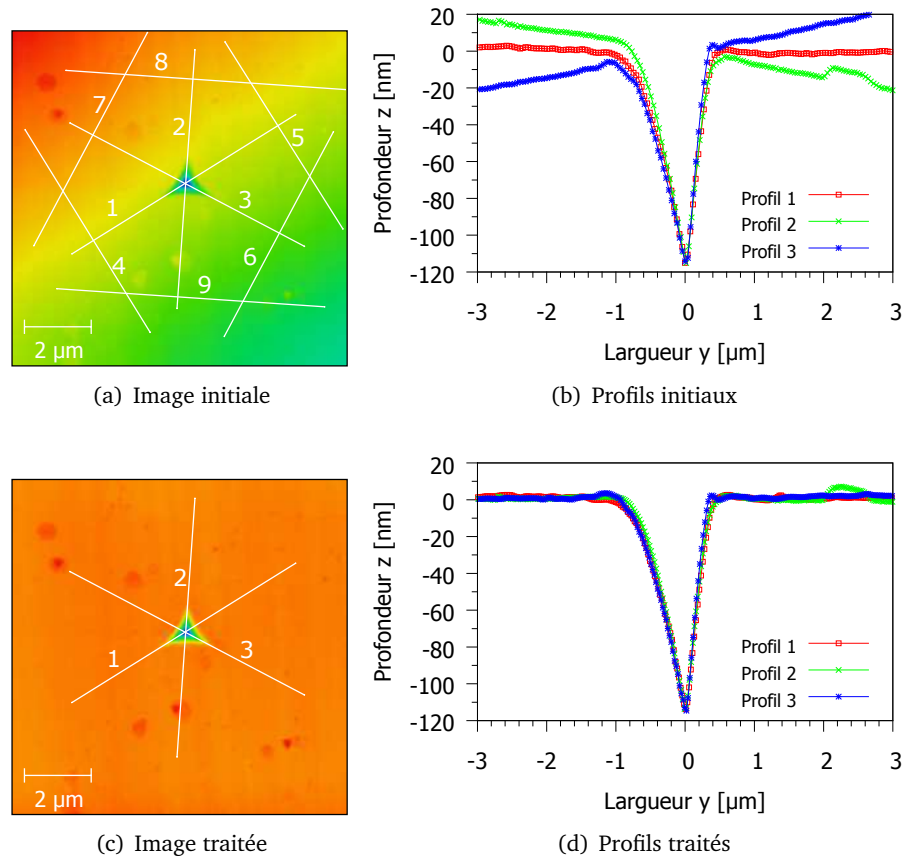 8
7
2
5
1
3
4
6
9
2 µm
20
0
-20
-40
-60
-80
-100
-120
Profondeur z [nm]
Profil 1
Profil 2
Profil 3
-3 -2 -1 0 1 2 3
Largueur y [µm]
(a) Image initiale
(b) Profils initiaux
2
1
3
2 µm
20
0
-20
-40
-60
-80
-100
-120
Profondeur z [nm]
Profil 1
Profil 2
Profil 3
-3 -2 -1 0 1 2 3
Largueur y [µm]
(c) Image traitée
(d) Profils traités